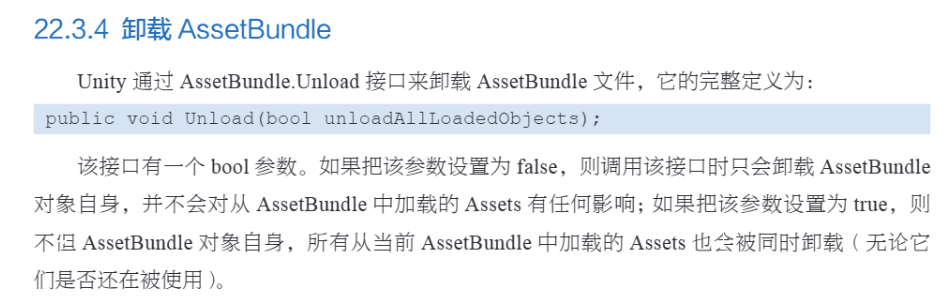 22.3.4 卸载 AssetBundle
Unity 通过 AssetBundle.Unload 接口来卸载 AssetBundle 文件，它的完整定义为：
public void Unload(bool unloadAllLoadedObjects);
该接口有一个 bool 参数。如果把该参数设置为 false，则调用该接口时只会卸载 AssetBundle
对象自身，并不会对从 AssetBundle 中加载的 Assets 有任何影响；如果把该参数设置为 true，则
不但 AssetBundle 对象自身，所有从当前 AssetBundle 中加载的 Assets 也会被同时卸载（无论它
们是否还在被使用）。